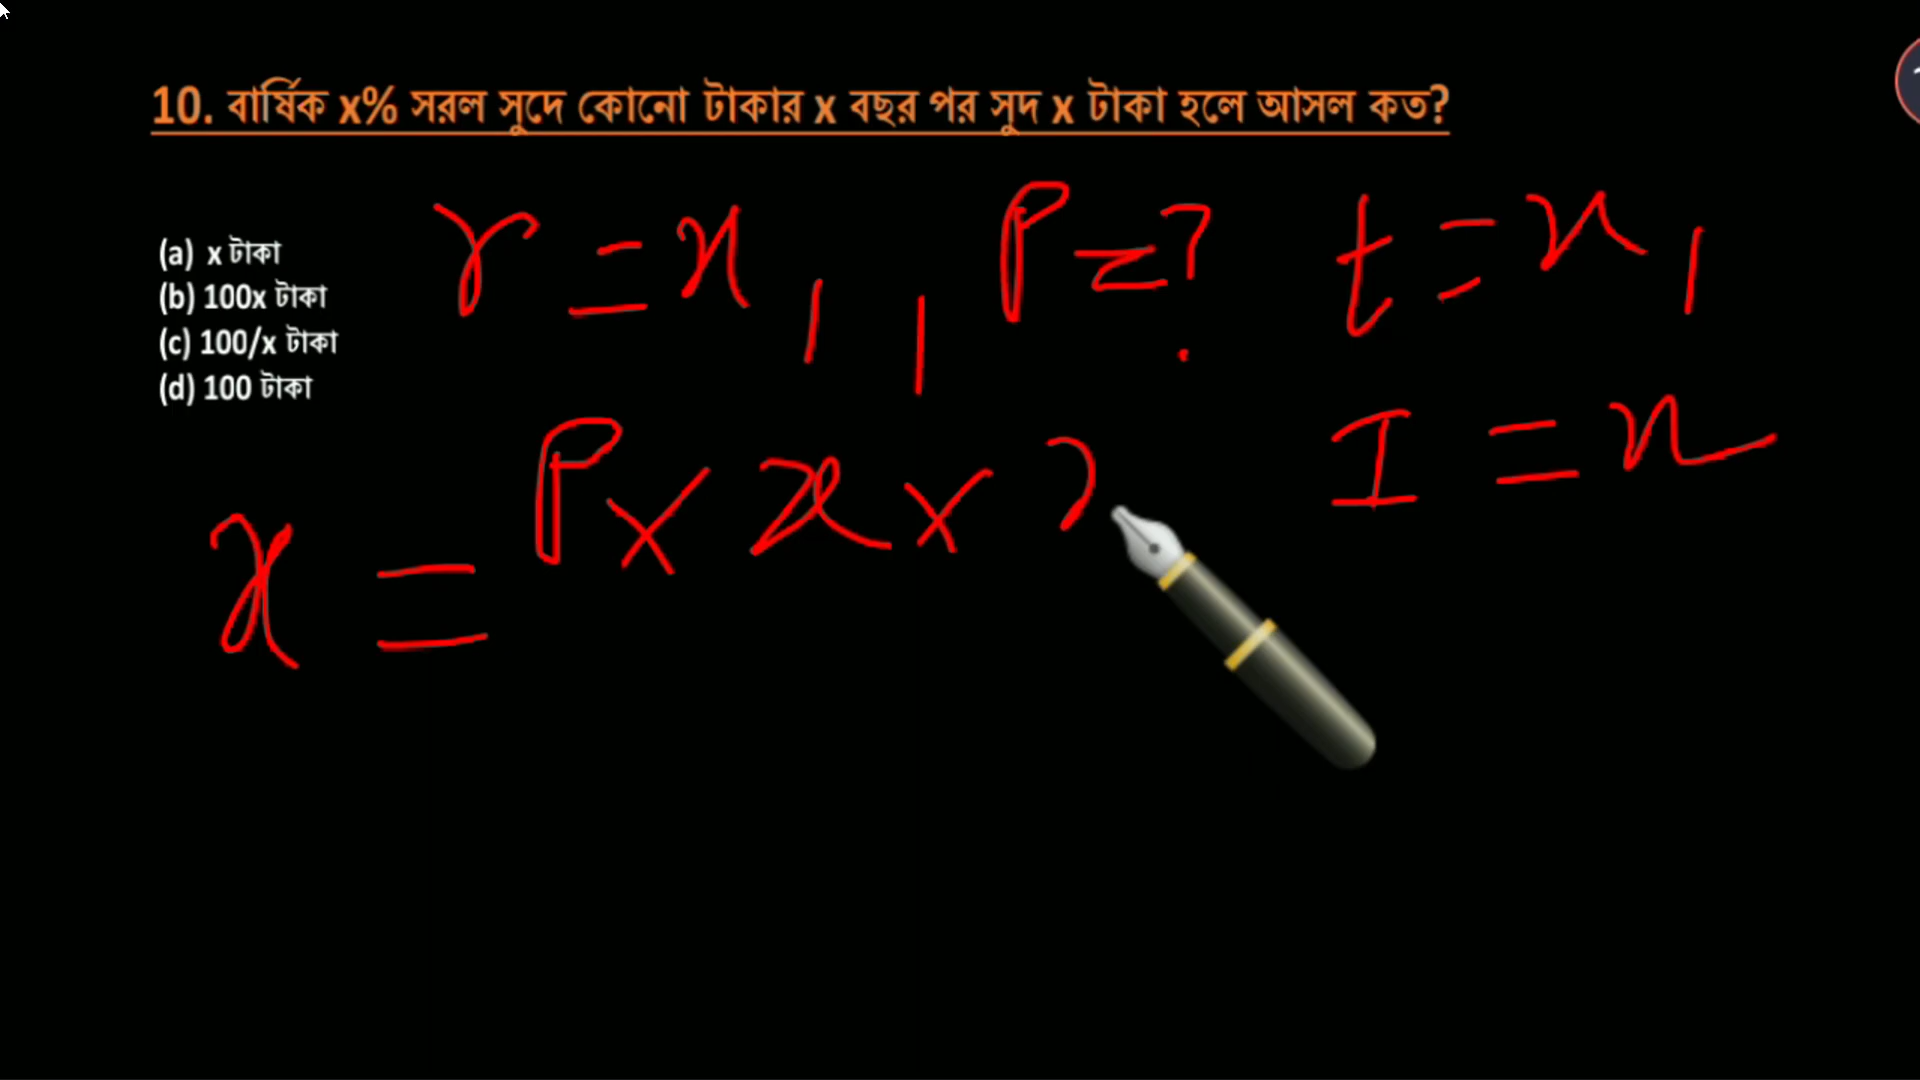 10. বার্ষিক x% সরল সুদে কোনো টাকার x বছর পর সুদ x টাকা হলে আসল কত?
(a) x টাকা
(b) 100x টাকা
(c) 100/x টাকা
(d) 100 টাকা
r = x, , P = ? t = x,
I = x
x = P × x ×